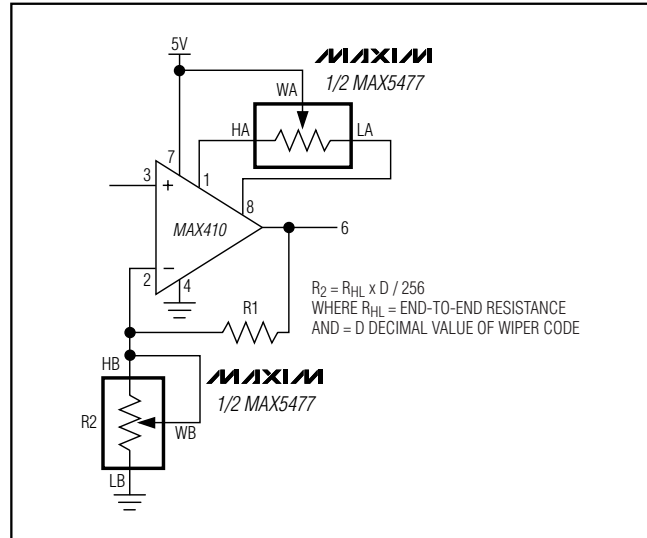 5V
MAXIM
1/2 MAX5477
WA
HA
LA
7
1
3
+
8
MAX410
6
2
−
4
R1
R2 = RHL x D / 256
WHERE RHL = END-TO-END RESISTANCE
AND = D DECIMAL VALUE OF WIPER CODE
HB
MAXIM
1/2 MAX5477
R2
WB
LB